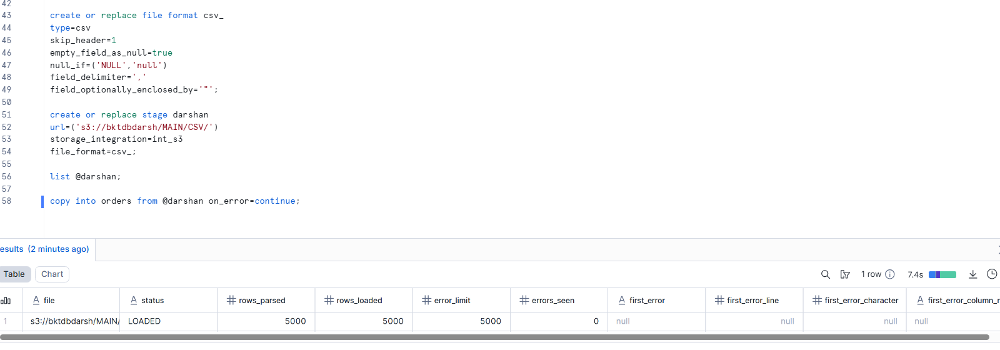 42
43 create or replace file format csv_
44 type=csv
45 skip_header=1
46 empty_field_as_null=true
47 null_if=('NULL','null')
48 field_delimiter=','
49 field_optionally_enclosed_by='"';
50
51 create or replace stage darshan
52 url=('s3://bktdbdarsh/MAIN/CSV/')
53 storage_integration=int_s3
54 file_format=csv_;
55
56 list @darshan;
57
58 copy into orders from @darshan on_error=continue;
esults (2 minutes ago)
Table Chart 1 row 7.4s
A file A status # rows_parsed # rows_loaded # error_limit # errors_seen A first_error # first_error_line # first_error_character A first_error_column_n
1 s3://bktdbdarsh/MAIN/ LOADED 5000 5000 5000 0 null null null null